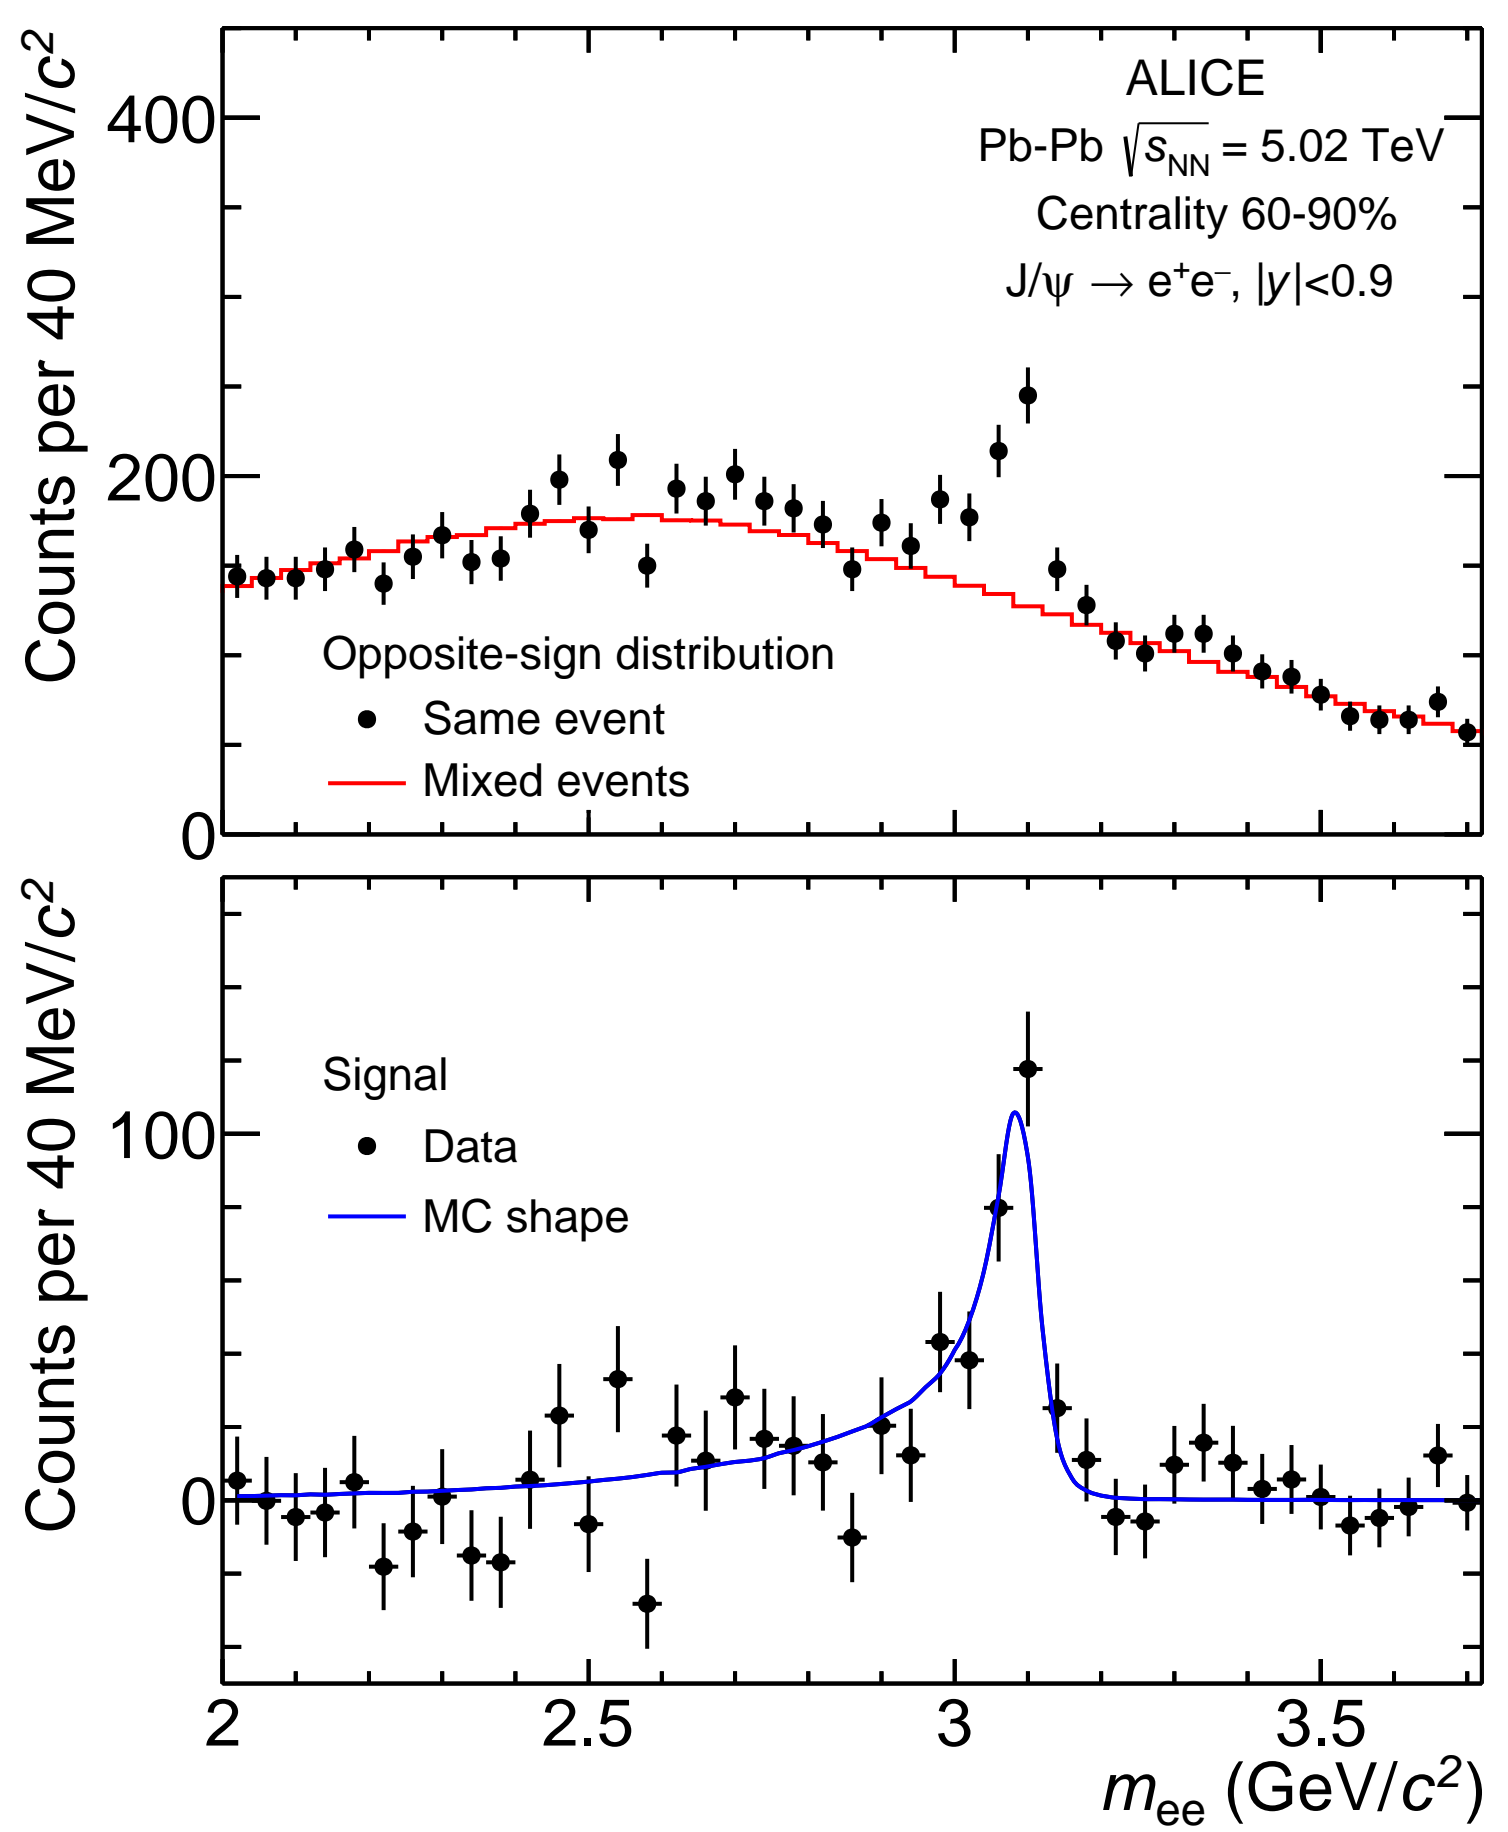 Counts per 40 MeV/c²
400
200
0
ALICE
Pb-Pb √sNN = 5.02 TeV
Centrality 60-90%
J/ψ → e⁺e⁻, |y|<0.9
Opposite-sign distribution
Same event
Mixed events
Counts per 40 MeV/c²
100
0
Signal
Data
MC shape
2 2.5 3 3.5
mee (GeV/c²)